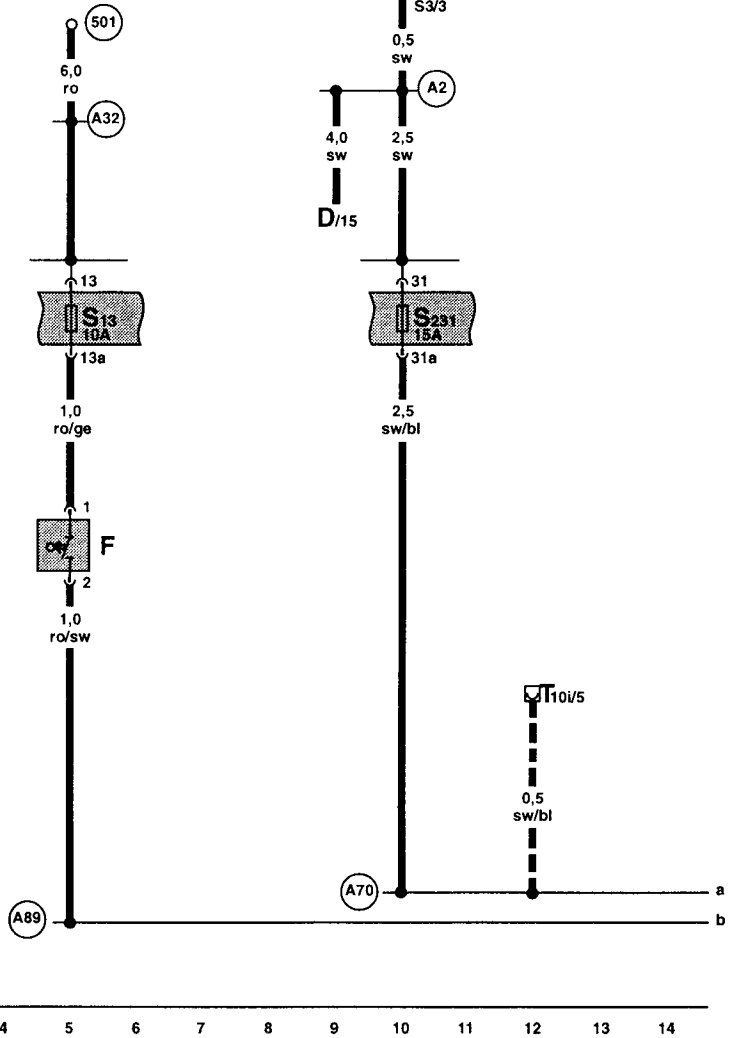 S3/3
501
0,5
sw
6,0
ro
A2
A32
4,0
sw
2,5
sw
D/15
13
31
S13
10A
S231
15A
13a
31a
1,0
ro/ge
2,5
sw/bl
1
F
2
1,0
ro/sw
T10i/5
0,5
sw/bl
A70
a
A89
b
4 5 6 7 8 9 10 11 12 13 14